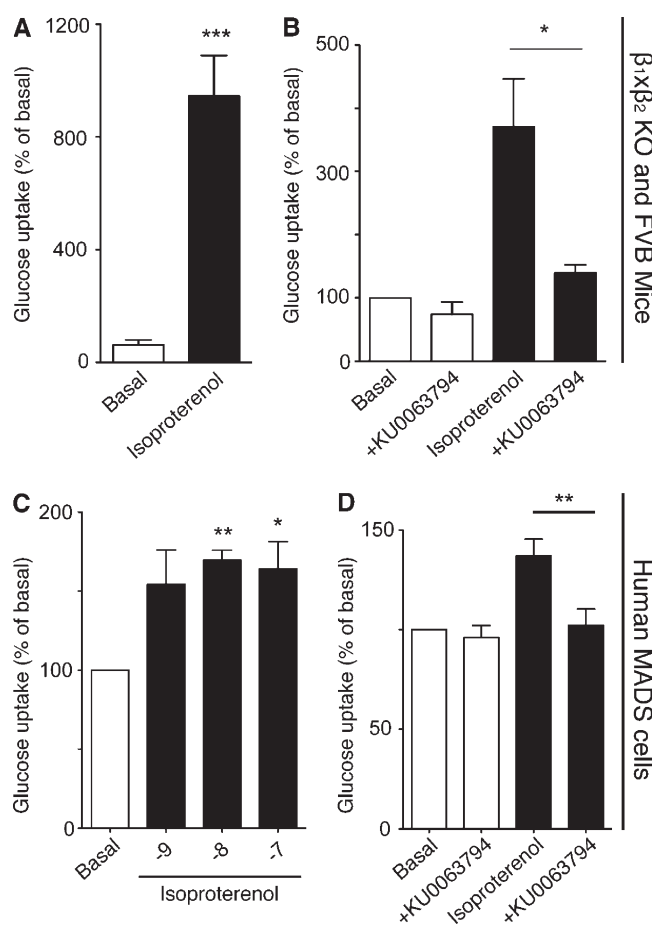 A
Glucose uptake (% of basal)
1200
800
400
0
***
Basal
Isoproterenol
B
Glucose uptake (% of basal)
500
300
100
0
*
Basal
+KU0063794
Isoproterenol
+KU0063794
β₁xβ₂ KO and FVB Mice
C
Glucose uptake (% of basal)
200
100
0
**
*
Basal
-9
-8
-7
Isoproterenol
D
Glucose uptake (% of basal)
150
50
0
**
Basal
+KU0063794
Isoproterenol
+KU0063794
Human MADS cells